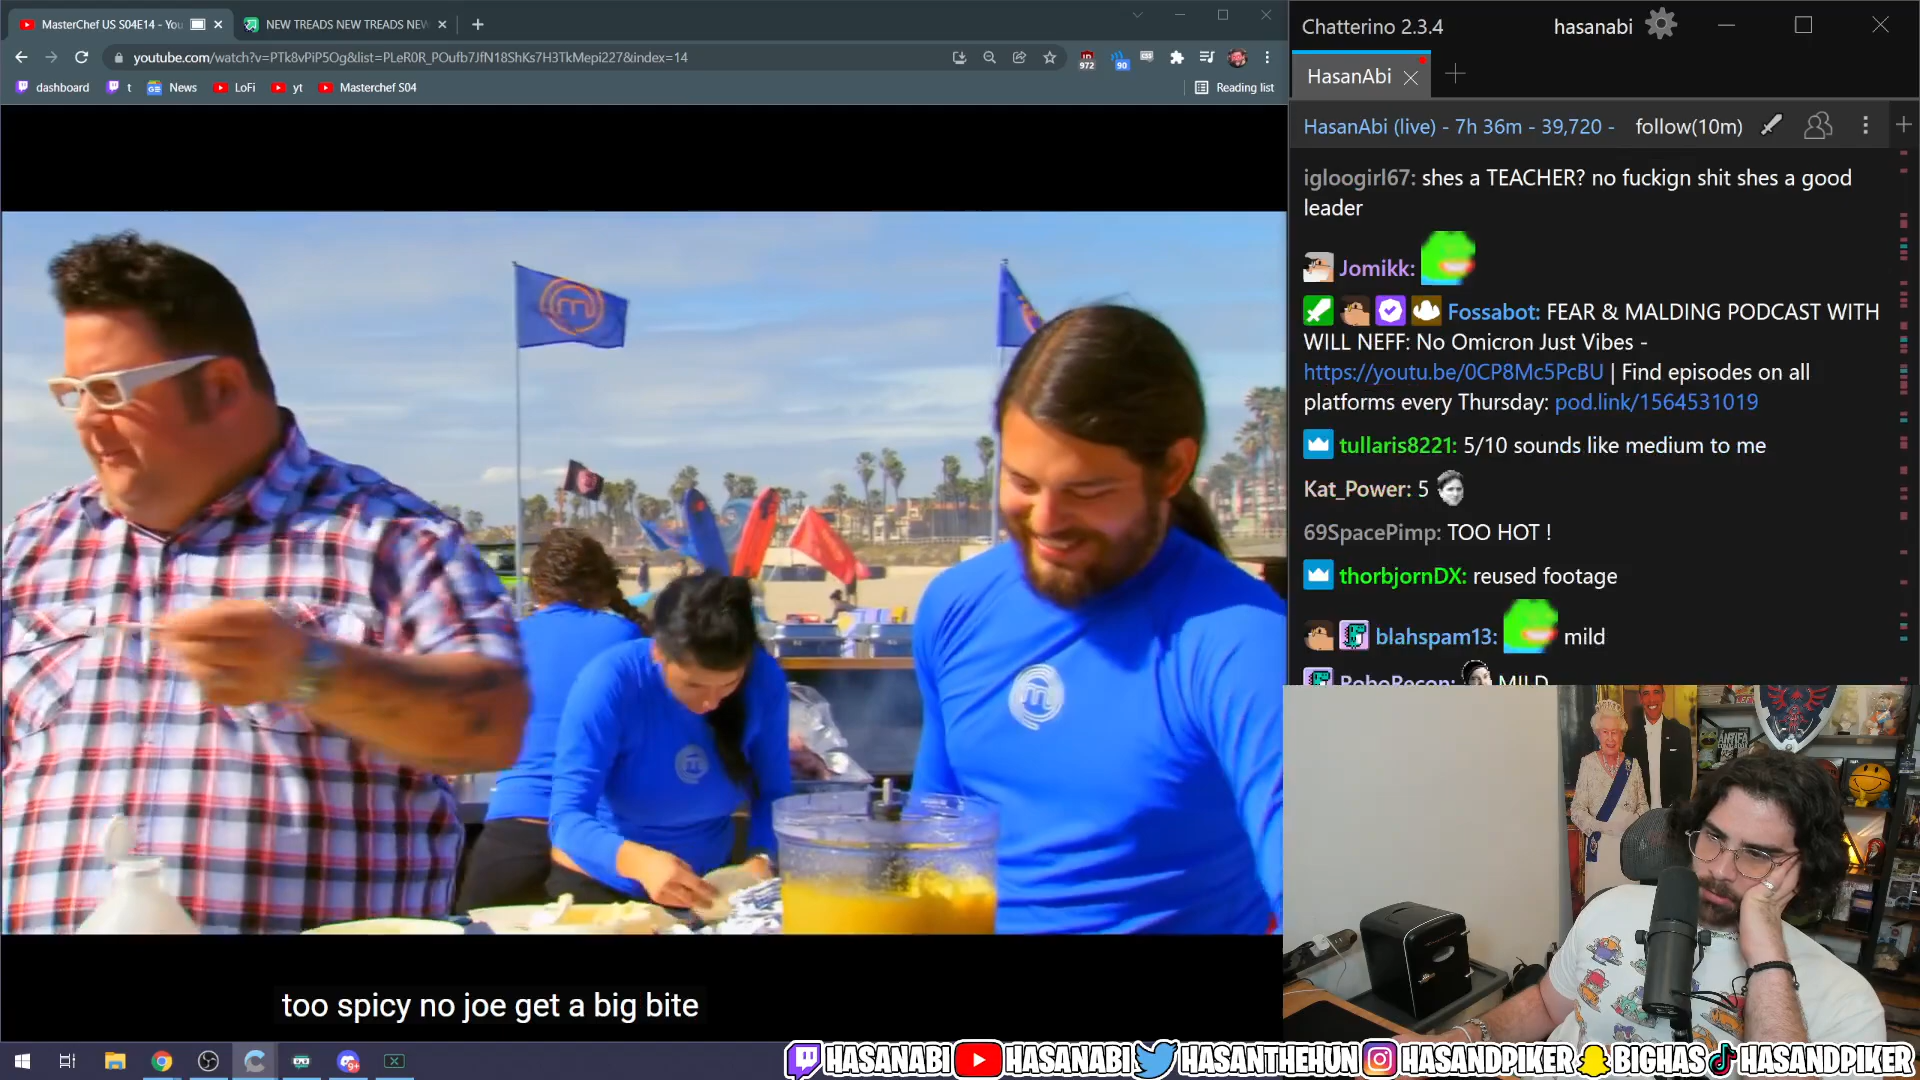 MasterChef US S04E14 - You
NEW TREADS NEW TREADS NEW
youtube.com/watch?v=PTk8vPiP5Og&list=PLeR0R_POufb7JfN18ShKs7H3TkMepi227&index=14
972
90
dashboard
t
News
LoFi
yt
Masterchef S04
Reading list
too spicy no joe get a big bite
Chatterino 2.3.4
hasanabi
HasanAbi
HasanAbi (live) - 7h 36m - 39,720 -
follow(10m)
igloogirl67: shes a TEACHER? no fuckign shit shes a good
leader
Jomikk:
Fossabot: FEAR & MALDING PODCAST WITH
WILL NEFF: No Omicron Just Vibes -
https://youtu.be/0CP8Mc5PcBU | Find episodes on all
platforms every Thursday: pod.link/1564531019
tullaris8221: 5/10 sounds like medium to me
Kat_Power: 5
69SpacePimp: TOO HOT !
thorbjornDX: reused footage
blahspam13: mild
RoboRecon: MILD
HASANABI
HASANABI
HASANTHEHUN
HASANDPIKER
BIGHAS
HASANDPIKER